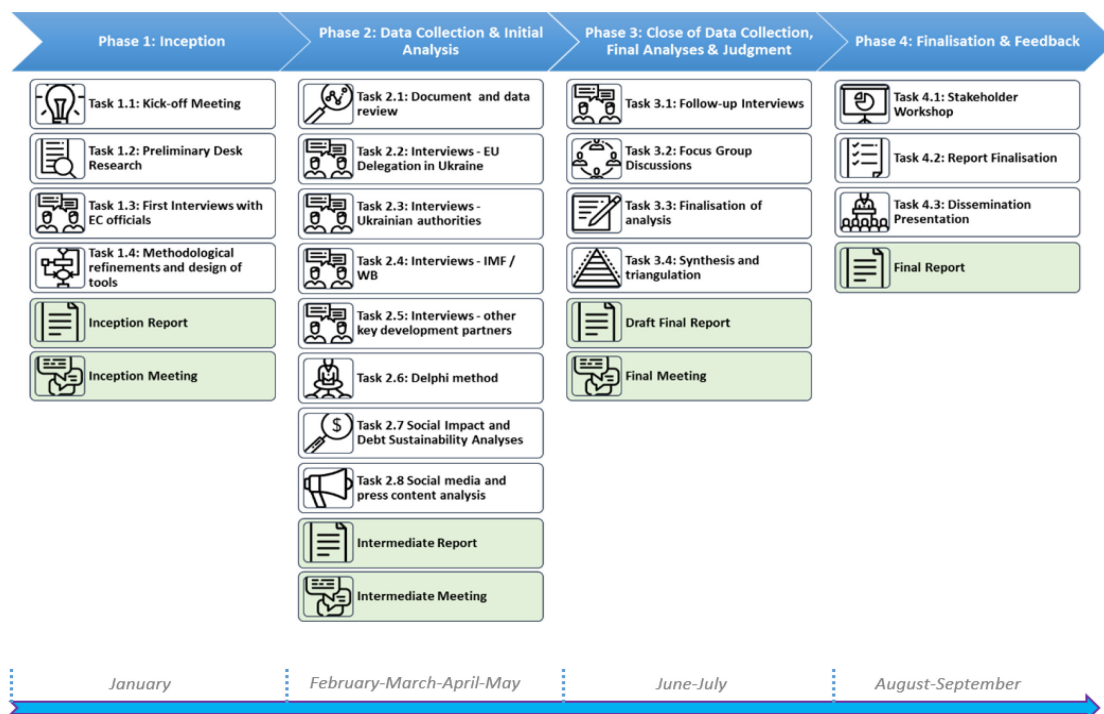 Phase 1: Inception
Phase 2: Data Collection & Initial
Analysis
Phase 3: Close of Data Collection,
Final Analyses & Judgment
Phase 4: Finalisation & Feedback
Task 1.1: Kick-off Meeting
Task 1.2: Preliminary Desk
Research
Task 1.3: First Interviews with
EC officials
Task 1.4: Methodological
refinements and design of
tools
Inception Report
Inception Meeting
Task 2.1: Document and data
review
Task 2.2: Interviews - EU
Delegation in Ukraine
Task 2.3: Interviews -
Ukrainian authorities
Task 2.4: Interviews - IMF /
WB
Task 2.5: Interviews - other
key development partners
Task 2.6: Delphi method
Task 2.7 Social Impact and
Debt Sustainability Analyses
Task 2.8 Social media and
press content analysis
Intermediate Report
Intermediate Meeting
Task 3.1: Follow-up Interviews
Task 3.2: Focus Group
Discussions
Task 3.3: Finalisation of
analysis
Task 3.4: Synthesis and
triangulation
Draft Final Report
Final Meeting
Task 4.1: Stakeholder
Workshop
Task 4.2: Report Finalisation
Task 4.3: Dissemination
Presentation
Final Report
January
February-March-April-May
June-July
August-September